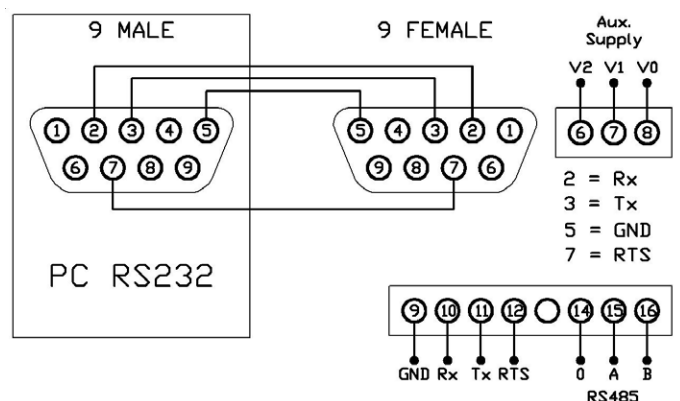 9 MALE
9 FEMALE
Aux.
Supply
V2 V1 V0
1 2 3 4 5
6 7 8 9
5 4 3 2 1
9 8 7 6
6 7 8
2 = Rx
3 = Tx
5 = GND
7 = RTS
PC RS232
9 10 11 12 14 15 16
GND Rx Tx RTS 0 A B
RS485